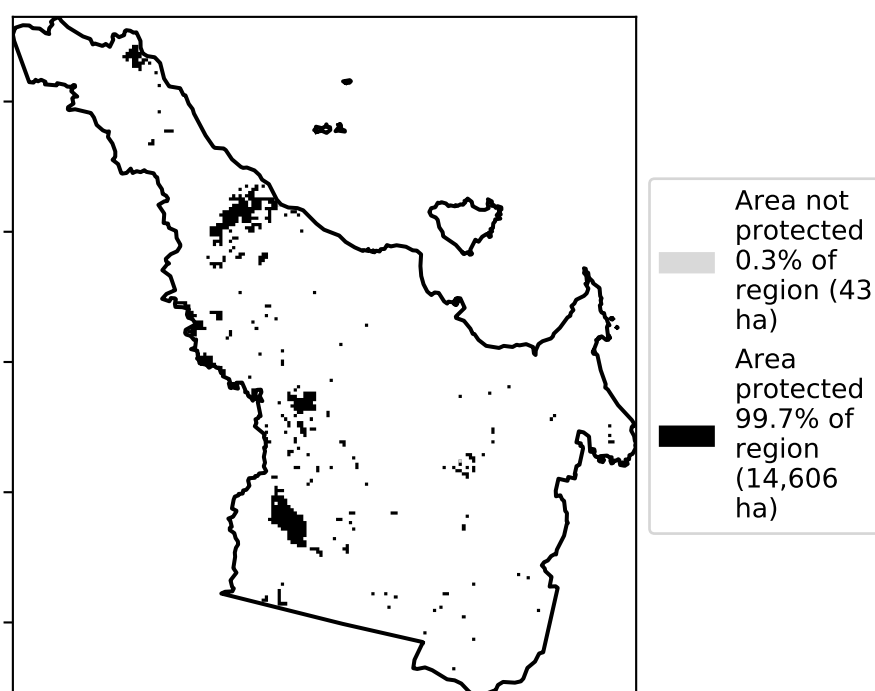 Area not
protected
0.3% of
region (43
ha)
Area
protected
99.7% of
region
(14,606
ha)